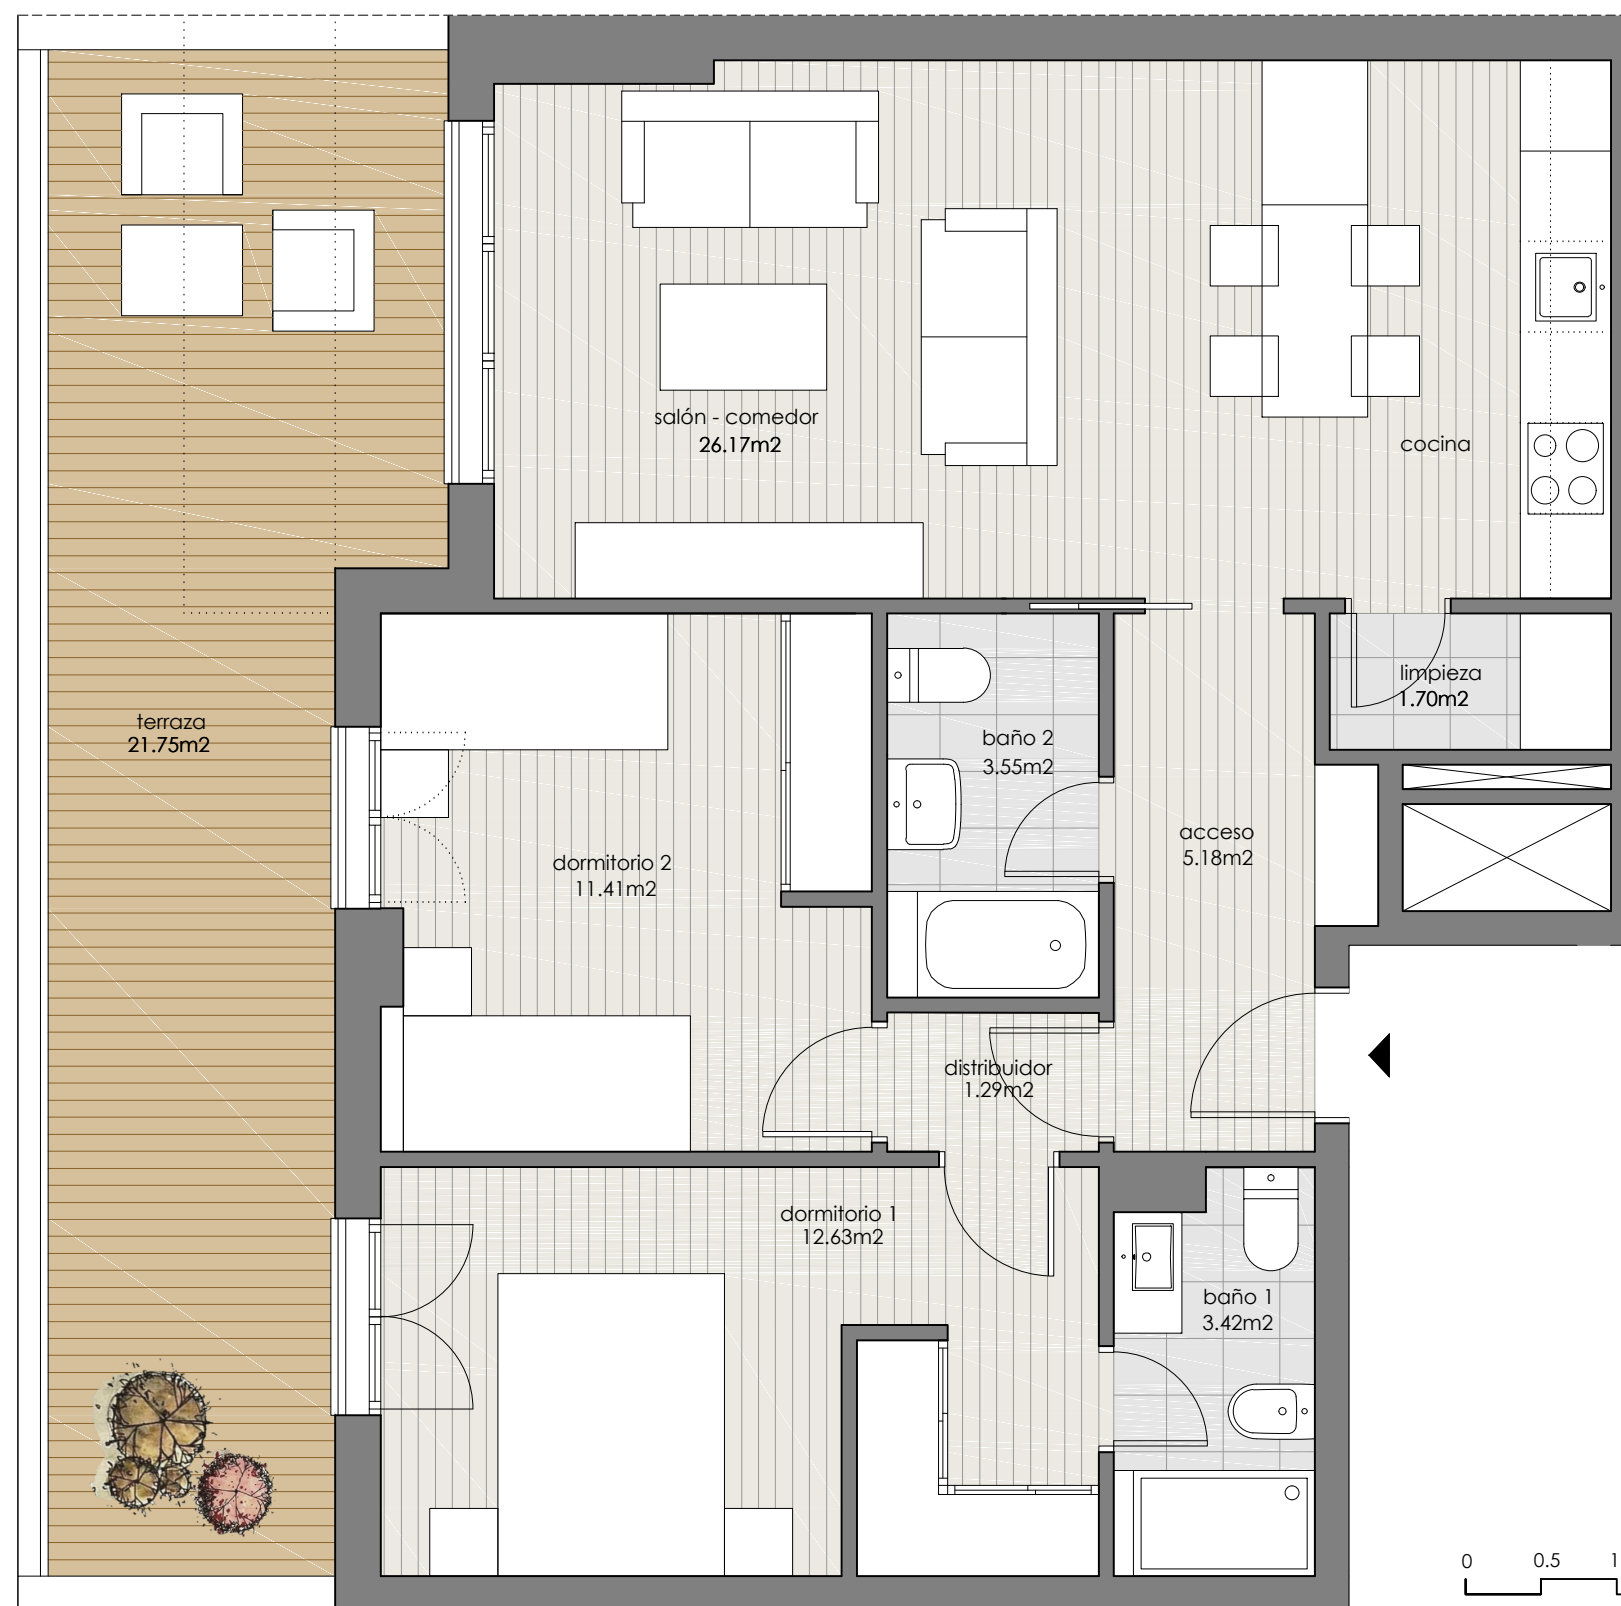 salón - comedor
26.17m2
cocina
limpieza
1.70m2
terraza
21.75m2
baño 2
3.55m2
acceso
5.18m2
dormitorio 2
11.41m2
distribuidor
1.29m2
dormitorio 1
12.63m2
baño 1
3.42m2
0 0.5 1